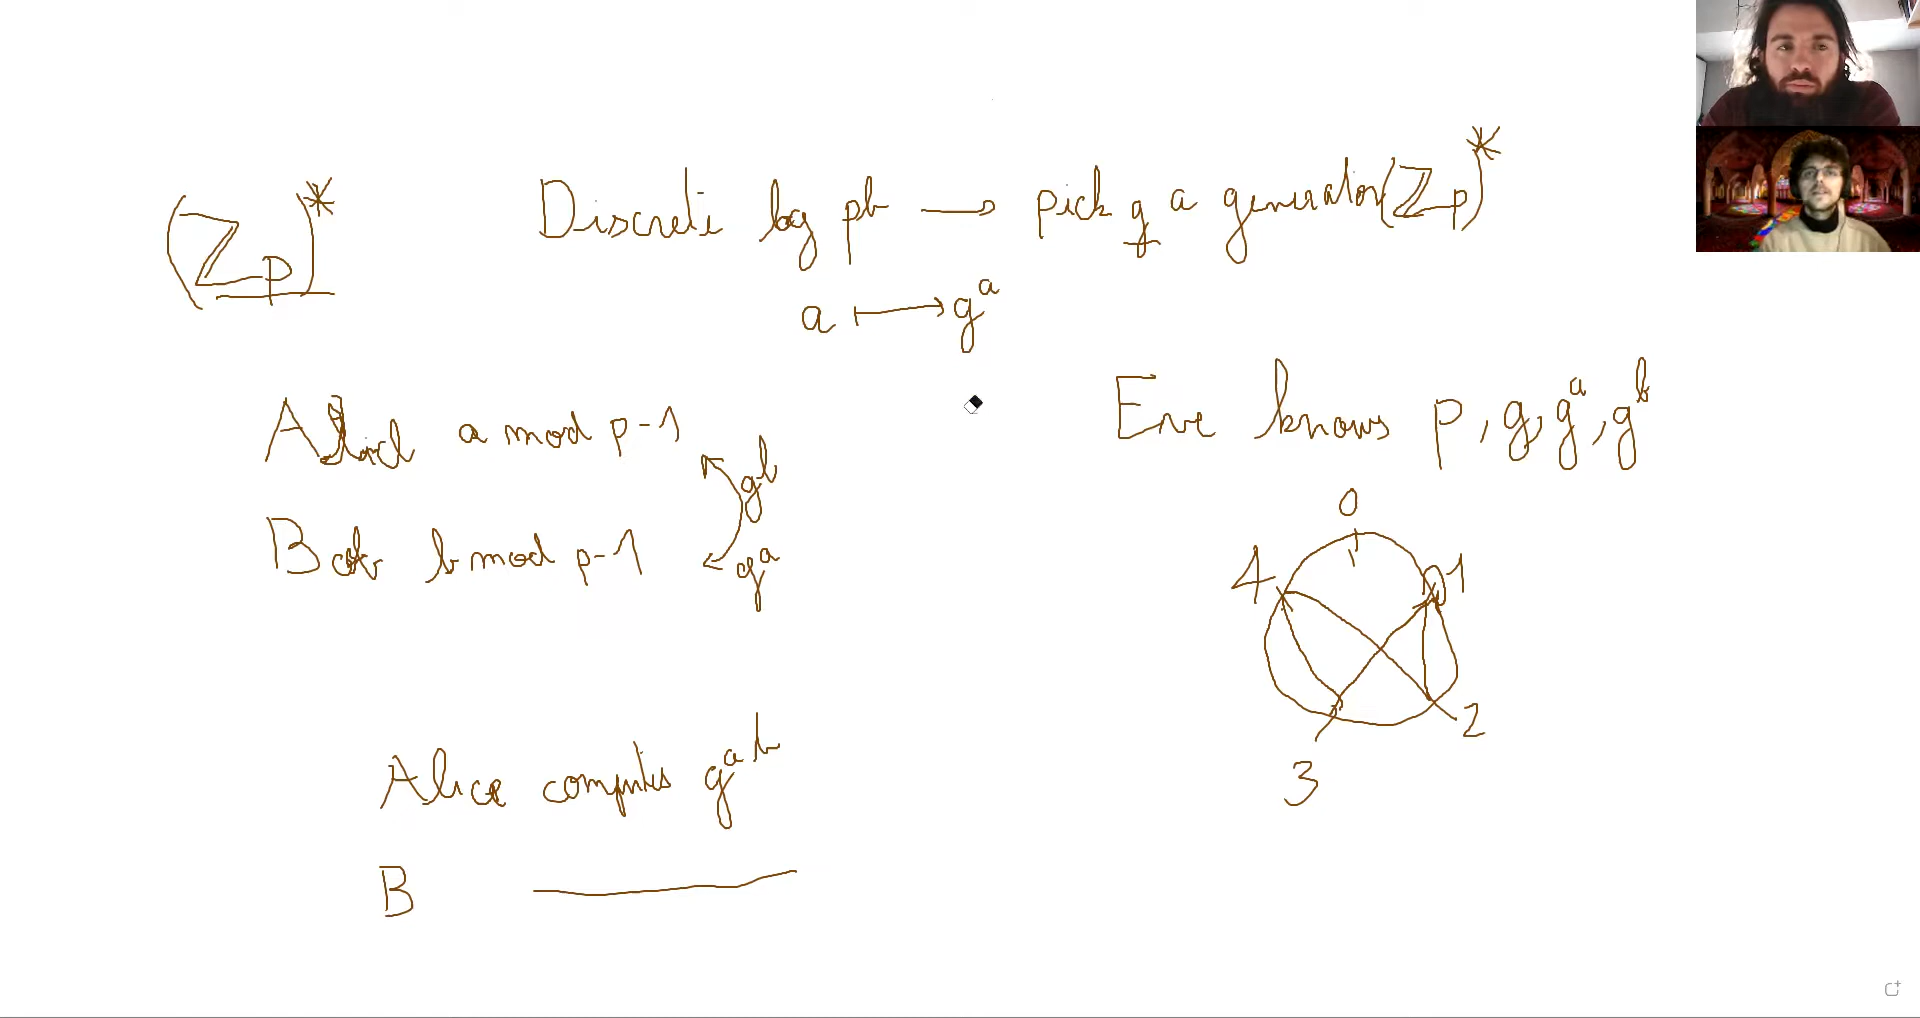 (Zp)* Discrete log pb → pick g a generator (Zp)*
a ↦ g^a
Alice a mod p-1
Eve knows p, g, g^a, g^b
g^b
Bob b mod p-1
g^a
0
4 1
2
3
Alice computes g^ab
B